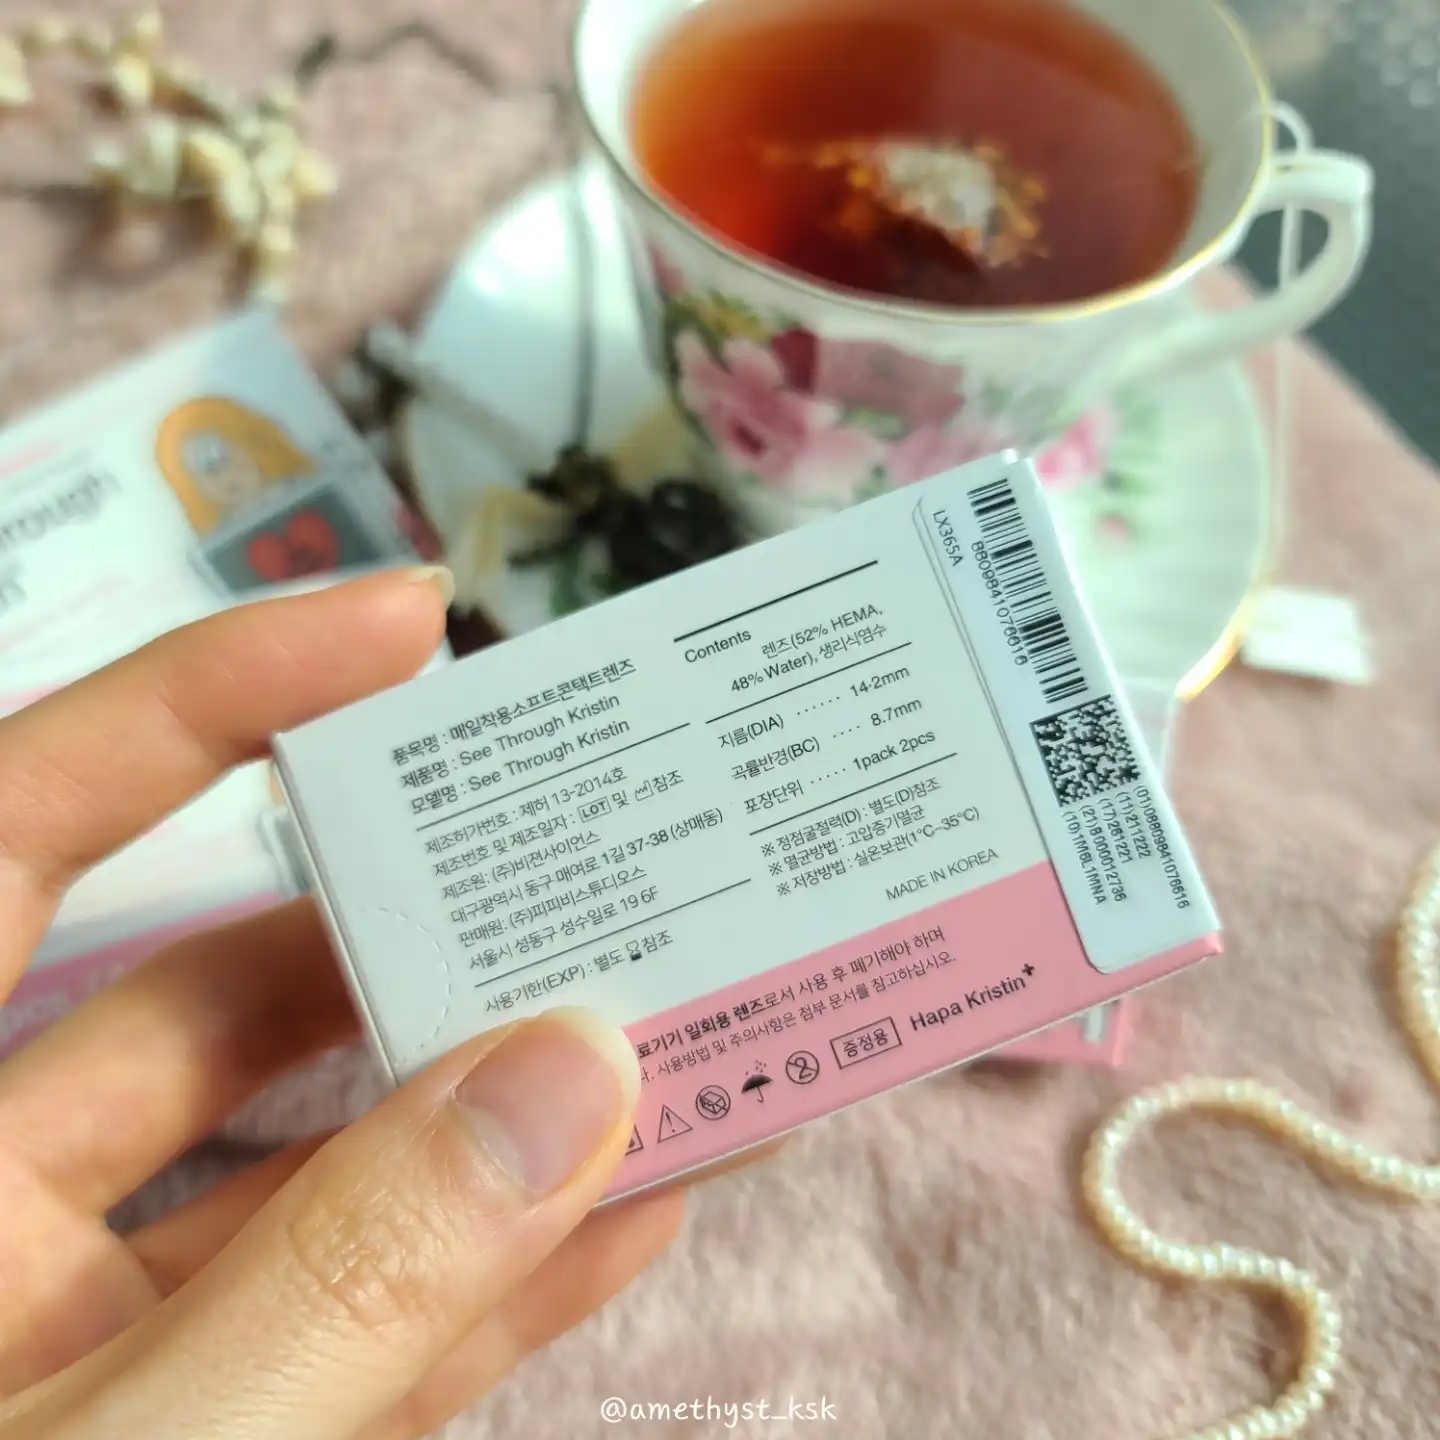 품목명 : 매일착용소프트콘택트렌즈
제품명 : See Through Kristin
모델명 : See Through Kristin
제조허가번호 : 제허 13-2014호
제조번호 및 제조일자 : LOT 및 참조
제조원: (주)비젼사이언스
대구광역시 동구 매여로 1길 37-38 (상매동)
판매원: (주)피피비스튜디오스
서울시 성동구 성수일로 19 6F
사용기한(EXP) : 별도 참조
Contents 렌즈(52% HEMA,
48% Water), 생리식염수
지름(DIA) ······ 14·2mm
곡률반경(BC) ···· 8.7mm
포장단위 ······ 1pack 2pcs
※ 정점굴절력(D) : 별도(D)참조
※ 멸균방법 : 고압증기멸균
※ 저장방법 : 실온보관(1°C~35°C)
MADE IN KOREA
료기기 일회용 렌즈로서 사용 후 폐기해야 하며
사용방법 및 주의사항은 첨부 문서를 참고하십시오.
2 증정용 Hapa Kristin+
LX365A
8809841076616
(01)08809841076616
(11)211222
(17)261221
(21)8000012736
(10)1M6L1MNA
rough
@amethyst_ksk